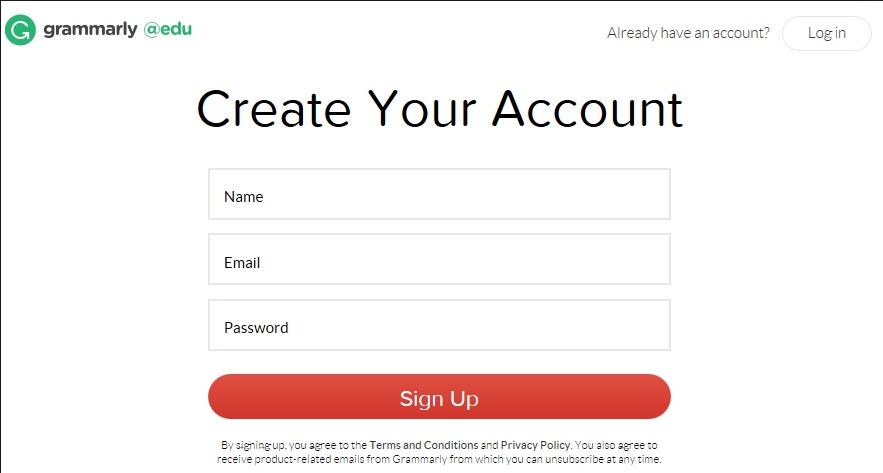 grammarly @edu
Already have an account? Log in
Create Your Account
Name
Email
Password
Sign Up
By signing up, you agree to the Terms and Conditions and Privacy Policy. You also agree to
receive product-related emails from Grammarly from which you can unsubscribe at any time.